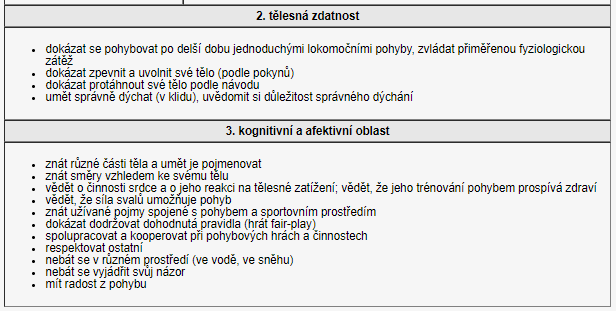 2. tělesná zdatnost
dokázat se pohybovat po delší dobu jednoduchými lokomočními pohyby, zvládat přiměřenou fyziologickou
zátěž
dokázat zpevnit a uvolnit své tělo (podle pokynů)
dokázat protáhnout své tělo podle návodu
umět správně dýchat (v klidu), uvědomit si důležitost správného dýchání
3. kognitivní a afektivní oblast
znát různé části těla a umět je pojmenovat
znát směry vzhledem ke svému tělu
vědět o činnosti srdce a o jeho reakci na tělesné zatížení; vědět, že jeho trénování pohybem prospívá zdraví
vědět, že síla svalů umožňuje pohyb
znát užívané pojmy spojené s pohybem a sportovním prostředím
dokázat dodržovat dohodnutá pravidla (hrát fair-play)
spolupracovat a kooperovat při pohybových hrách a činnostech
respektovat ostatní
nebát se v různém prostředí (ve vodě, ve sněhu)
nebát se vyjádřit svůj názor
mít radost z pohybu